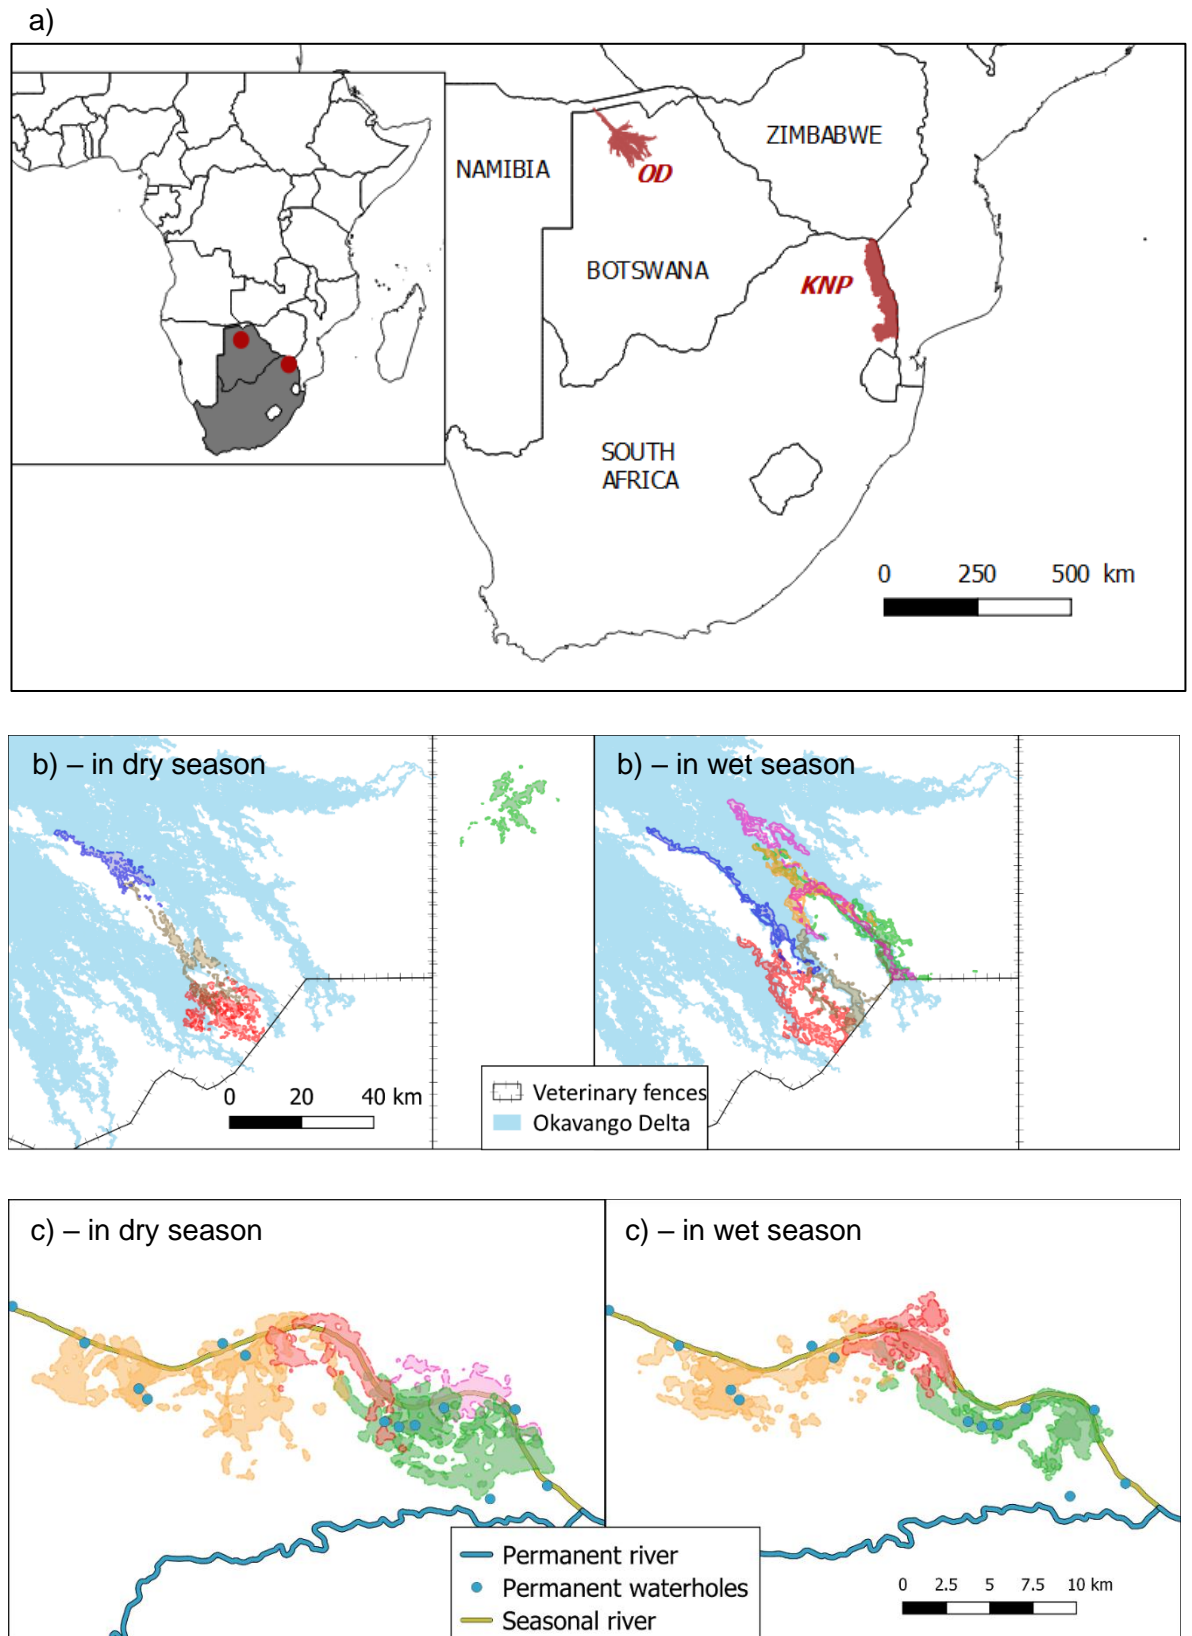 a)
ZIMBABWE
NAMIBIA
OD
BOTSWANA
KNP
SOUTH
AFRICA
0 250 500 km
b) – in dry season
b) – in wet season
0 20 40 km
Veterinary fences
Okavango Delta
c) – in dry season
c) – in wet season
Permanent river
Permanent waterholes
Seasonal river
0 2.5 5 7.5 10 km